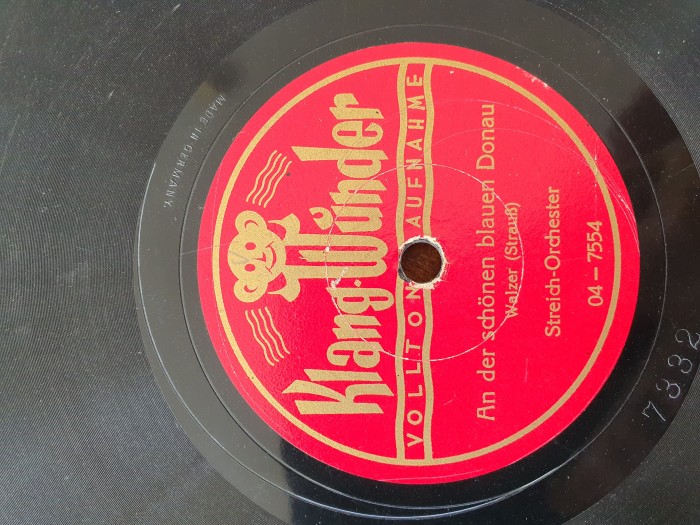 MADE IN GERMANY.
Klang-Wunder
VOLLTON AUFNAHME
An der schönen blauen Donau
Walzer (Strauß)
Streich-Orchester
04-7554
7332